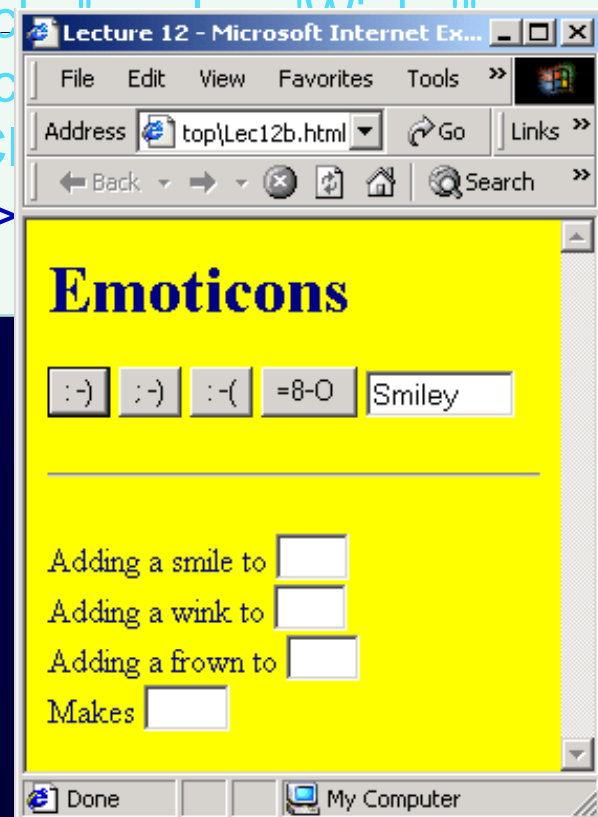 Lecture 12 - Microsoft Internet Ex...
File Edit View Favorites Tools »
Address top\Lec12b.html Go Links »
Back Search »
>
Emoticons
:-) ;-) :-( =8-O Smiley
Adding a smile to
Adding a wink to
Adding a frown to
Makes
Done My Computer